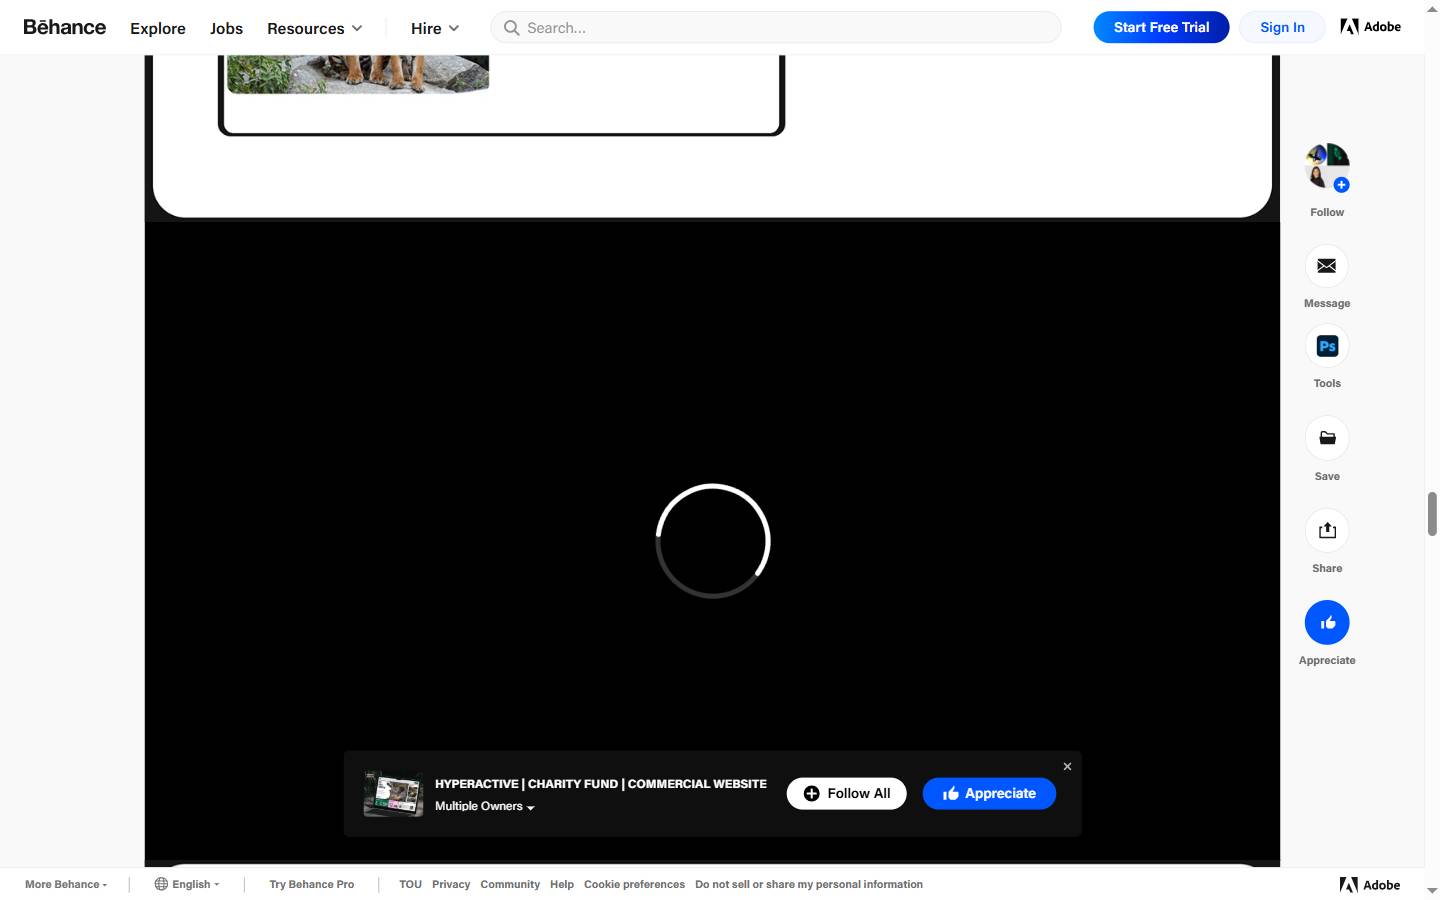 Bēhance
Explore
Jobs
Resources
Hire
Search...
Start Free Trial
Sign In
Adobe
Follow
Message
Ps
Tools
Save
Share
Appreciate
HYPERACTIVE | CHARITY FUND | COMMERCIAL WEBSITE
Multiple Owners
Follow All
Appreciate
More Behance
English
Try Behance Pro
TOU
Privacy
Community
Help
Cookie preferences
Do not sell or share my personal information
Adobe